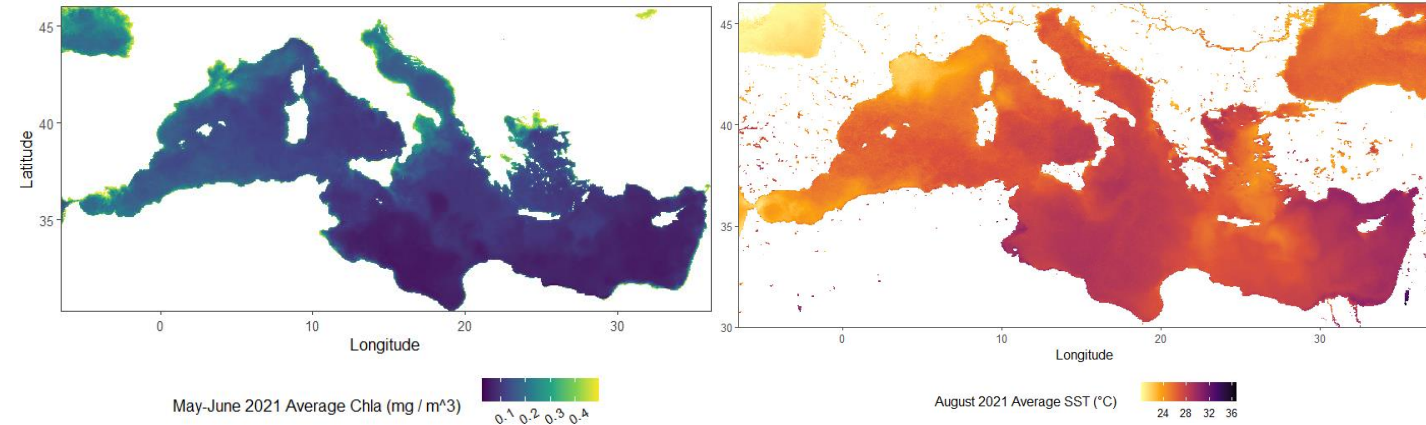 45
40
35
Latitude
0 10 20 30
Longitude
May-June 2021 Average Chla (mg / m^3)
0.1 0.2 0.3 0.4
45
40
35
30
0 10 20 30
Longitude
August 2021 Average SST (°C)
24 28 32 36